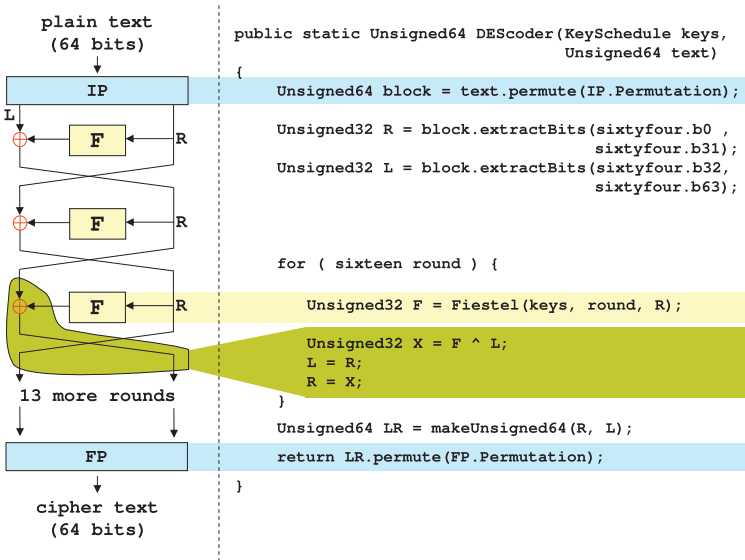 plain text
(64 bits)
IP
L
F
R
F
R
F
R
13 more rounds
FP
cipher text
(64 bits)
public static Unsigned64 DEScoder(KeySchedule keys,
Unsigned64 text)
{
Unsigned64 block = text.permute(IP.Permutation);
Unsigned32 R = block.extractBits(sixtyfour.b0 ,
sixtyfour.b31);
Unsigned32 L = block.extractBits(sixtyfour.b32,
sixtyfour.b63);
for ( sixteen round ) {
Unsigned32 F = Fiestel(keys, round, R);
Unsigned32 X = F ^ L;
L = R;
R = X;
}
Unsigned64 LR = makeUnsigned64(R, L);
return LR.permute(FP.Permutation);
}